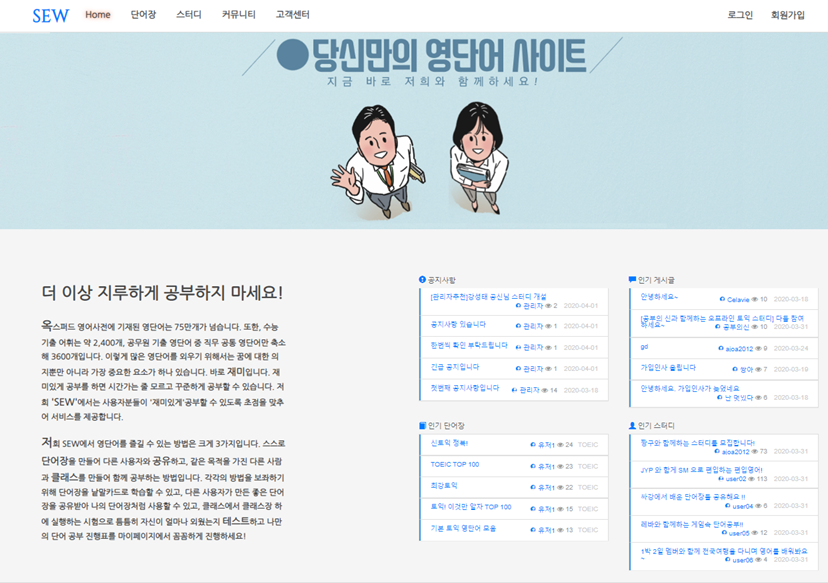 SEW Home 단어장 스터디 커뮤니티 고객센터 로그인 회원가입
당신만의 영단어 사이트
지금 바로 저희와 함께하세요!
더 이상 지루하게 공부하지 마세요!
옥스퍼드 영어사전에 기재된 영단어는 75만개가 넘습니다. 또한, 수능
기출 어휘는 약 2,400개, 공무원 기출 영단어 중 직무 공통 영단어만 축소
해 3600개입니다. 이렇게 많은 영단어를 외우기 위해서는 꿈에 대한 의
지뿐만 아니라 가장 중요한 요소가 하나 있습니다. 바로 재미입니다. 재
미있게 공부를 하면 시간가는 줄 모르고 꾸준하게 공부할 수 있습니다. 저
희 'SEW'에서는 사용자분들이 '재미있게'공부할 수 있도록 초점을 맞추
어 서비스를 제공합니다.
저희 SEW에서 영단어를 즐길 수 있는 방법은 크게 3가지입니다. 스스로
단어장을 만들어 다른 사용자와 공유하고, 같은 목적을 가진 다른 사람
과 클래스를 만들어 함께 공부하는 방법입니다. 각각의 방법을 보좌하기
위해 단어장을 낱말카드로 학습할 수 있고, 다른 사용자가 만든 좋은 단어
장을 공유받아 나의 단어장처럼 사용할 수 있고, 클래스에서 클래스장 하
에 실행하는 시험으로 틈틈히 자신이 얼마나 외웠는지 테스트하고 나만
의 단어 공부 진행표를 마이페이지에서 꼼꼼하게 진행하세요!
공지사항
[관리자추천]강성태 공신님 스터디 개설
관리자 2 2020-04-01
공지사항 있습니다 관리자 1 2020-04-01
한번씩 확인 부탁드립니다 관리자 1 2020-04-01
긴급 공지입니다 관리자 1 2020-04-01
첫번째 공지사항입니다 관리자 14 2020-03-18
인기 게시글
안녕하세요~ Celavie 10 2020-03-18
[공부의 신과 함께하는 오프라인 토익 스터디] 다들 참여
하세요~ 공부의신 10 2020-03-31
gd ajoa2012 9 2020-03-24
가입인사 올립니다 7 2020-03-19
안녕하세요, 가입인사가 늦었네요
난 멋있다 6 2020-03-18
인기 단어장
신토익 정복! 유저1 24 TOEIC
TOEIC TOP 100 유저1 23 TOEIC
최강토익 유저1 22 TOEIC
토익! 이것만 알자 TOP 100 유저1 15 TOEIC
기본 토익 영단어 모음 유저1 13 TOEIC
인기 스터디
짱구와 함께하는 스터디를 모집합니다!
ajoa2012 73 2020-03-31
JYP 와 함께 SM 으로 편입하는 편입영어!
user02 113 2020-03-31
싸강에서 배운 단어장을 공유해요 !!
user04 6 2020-03-31
레바와 함께하는 게임속 단어공부!!
user05 12 2020-03-31
1박 2일 멤버와 함께 전국여행을 다니며 영어를 배워봐요
~ user06 4 2020-03-31